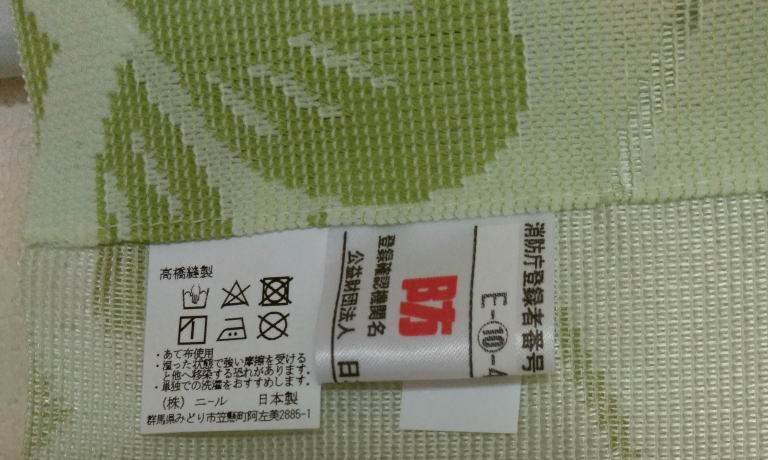 高橋縫製
・あて布使用
・湿った状態で強い摩擦を受ける
と他へ移染する恐れがあります。
・単独での洗濯をおすすめします。
(株) ニール 日本製
群馬県みどり市笠懸町阿左美2885-1
消防庁登録者番号
E-⑩-4
防
登録確認機関名
公益財団法人 日